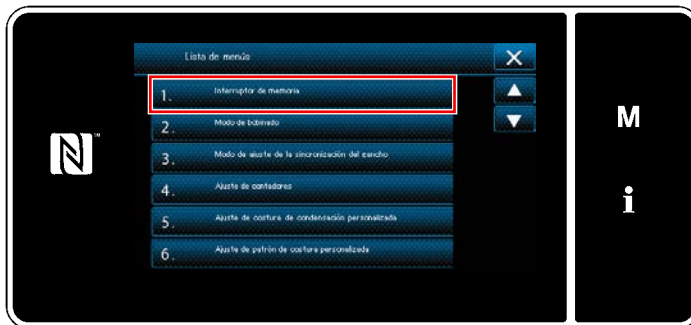 Lista de menús
1. Interruptor de memoria
2. Modo de bobinado
3. Modo de ajuste de la sincronización del gancho
4. Ajuste de contadores
5. Ajuste de costura de condensación personalizada
6. Ajuste de patrón de costura personalizada
N
M
i